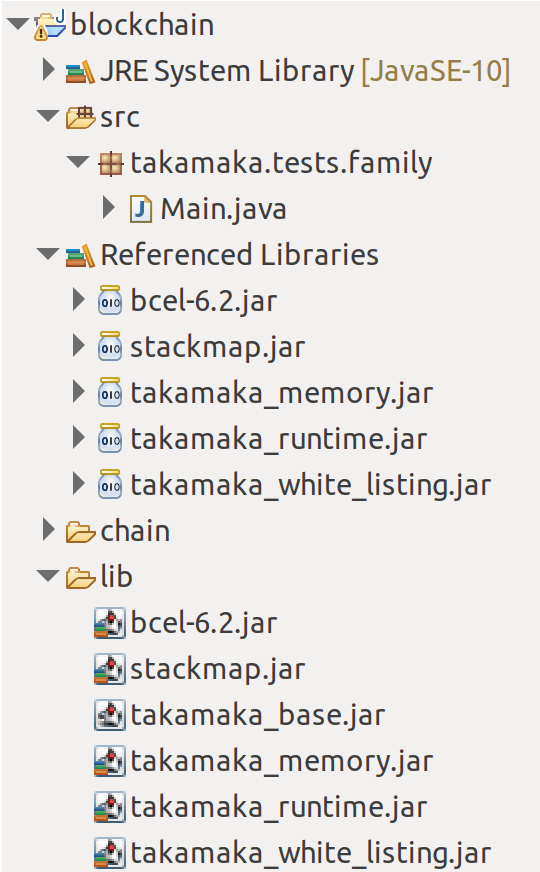 blockchain
JRE System Library [JavaSE-10]
src
takamaka.tests.family
Main.java
Referenced Libraries
bcel-6.2.jar
stackmap.jar
takamaka_memory.jar
takamaka_runtime.jar
takamaka_white_listing.jar
chain
lib
bcel-6.2.jar
stackmap.jar
takamaka_base.jar
takamaka_memory.jar
takamaka_runtime.jar
takamaka_white_listing.jar